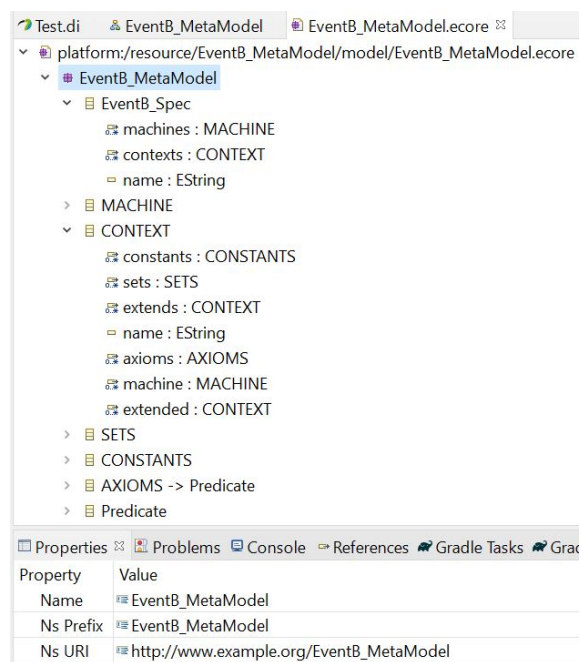 Test.di EventB_MetaModel EventB_MetaModel.ecore
platform:/resource/EventB_MetaModel/model/EventB_MetaModel.ecore
EventB_MetaModel
EventB_Spec
machines : MACHINE
contexts : CONTEXT
name : EString
MACHINE
CONTEXT
constants : CONSTANTS
sets : SETS
extends : CONTEXT
name : EString
axioms : AXIOMS
machine : MACHINE
extended : CONTEXT
SETS
CONSTANTS
AXIOMS -> Predicate
Predicate
Properties Problems Console References Gradle Tasks Grad
Property Value
Name EventB_MetaModel
Ns Prefix EventB_MetaModel
Ns URI http://www.example.org/EventB_MetaModel